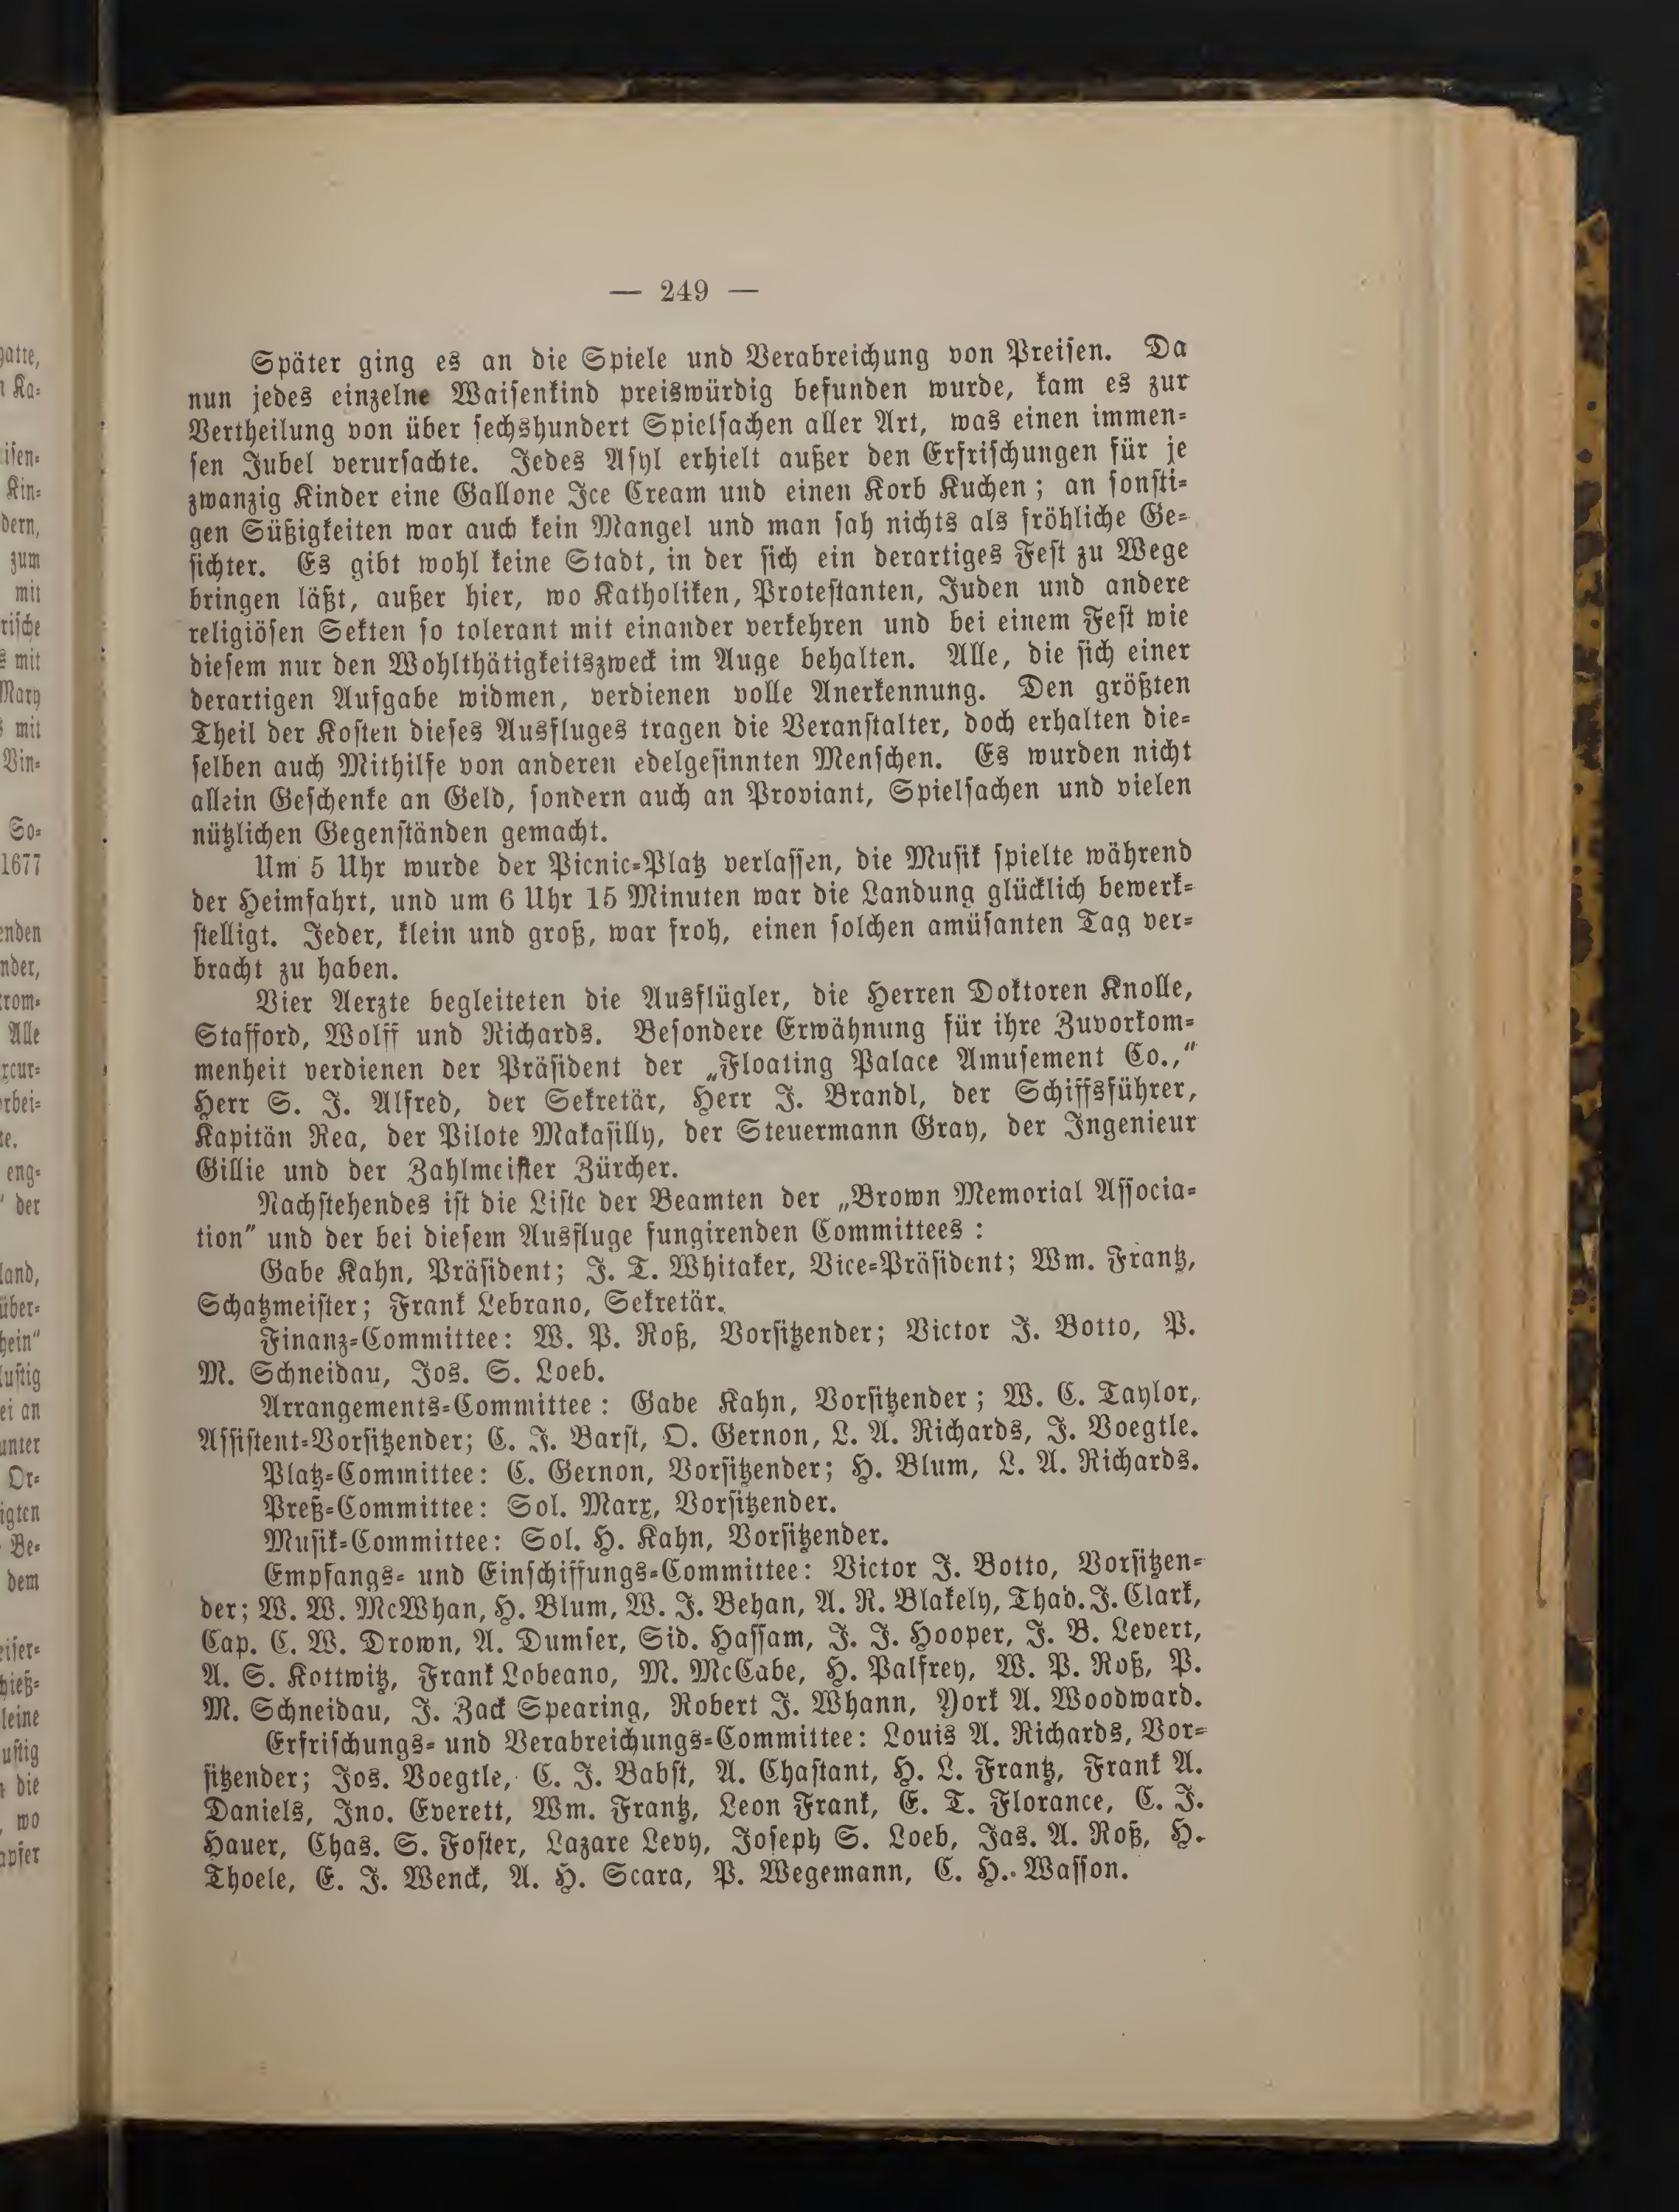 — 249 —
Später ging es an die Spiele und Verabreichung von Preisen. Da
nun jedes einzelne Waisenkind preiswürdig befunden wurde, kam es zur
Vertheilung von über sechshundert Spielsachen aller Art, was einen immen-
sen Jubel verursachte. Jedes Asyl erhielt außer den Erfrischungen für je
zwanzig Kinder eine Gallone Ice Cream und einen Korb Kuchen; an sonsti-
gen Süßigkeiten war auch kein Mangel und man sah nichts als fröhliche Ge-
sichter. Es gibt wohl keine Stadt, in der sich ein derartiges Fest zu Wege
bringen läßt, außer hier, wo Katholiken, Protestanten, Juden und andere
religiösen Sekten so tolerant mit einander verkehren und bei einem Fest wie
diesem nur den Wohlthätigkeitszweck im Auge behalten. Alle, die sich einer
derartigen Aufgabe widmen, verdienen volle Anerkennung. Den größten
Theil der Kosten dieses Ausfluges tragen die Veranstalter, doch erhalten die-
selben auch Mithilfe von anderen edelgesinnten Menschen. Es wurden nicht
allein Geschenke an Geld, sondern auch an Proviant, Spielsachen und vielen
nützlichen Gegenständen gemacht.
Um 5 Uhr wurde der Picnic-Platz verlassen, die Musik spielte während
der Heimfahrt, und um 6 Uhr 15 Minuten war die Landung glücklich bewerk-
stelligt. Jeder, klein und groß, war froh, einen solchen amüsanten Tag ver-
bracht zu haben.
Vier Aerzte begleiteten die Ausflügler, die Herren Doktoren Knolle,
Stafford, Wolff und Richards. Besondere Erwähnung für ihre Zuvorkom-
menheit verdienen der Präsident der „Floating Palace Amusement Co.,“
Herr S. J. Alfred, der Sekretär, Herr J. Brandl, der Schiffsführer,
Kapitän Rea, der Pilote Makasilly, der Steuermann Gray, der Ingenieur
Gillie und der Zahlmeister Zürcher.
Nachstehendes ist die Liste der Beamten der „Brown Memorial Associa-
tion“ und der bei diesem Ausfluge fungirenden Committees :
Gabe Kahn, Präsident; J. T. Whitaker, Vice-Präsident; Wm. Frantz,
Schatzmeister; Frank Lebrano, Sekretär.
Finanz-Committee: W. P. Roß, Vorsitzender; Victor J. Botto, P.
M. Schneidau, Jos. S. Loeb.
Arrangements-Committee : Gabe Kahn, Vorsitzender ; W. C. Taylor,
Assistent-Vorsitzender; C. J. Barst, O. Gernon, L. A. Richards, J. Voegtle.
Platz-Committee: C. Gernon, Vorsitzender; H. Blum, L. A. Richards.
Preß-Committee: Sol. Marx, Vorsitzender.
Musik-Committee: Sol. H. Kahn, Vorsitzender.
Empfangs- und Einschiffungs-Committee: Victor J. Botto, Vorsitzen-
der; W. W. McWhan, H. Blum, W. J. Behan, A. R. Blakely, Thad. J. Clark,
Cap. C. W. Drown, A. Dumser, Sid. Hassam, J. J. Hooper, J. B. Levert,
A. S. Kottwitz, Frank Lobeano, M. McCabe, H. Palfrey, W. P. Roß, P.
M. Schneidau, J. Zack Spearing, Robert J. Whann, York A. Woodward.
Erfrischungs- und Verabreichungs-Committee: Louis A. Richards, Vor-
sitzender; Jos. Voegtle, C. J. Babst, A. Chastant, H. L. Frantz, Frank A.
Daniels, Jno. Everett, Wm. Frantz, Leon Frank, E. T. Florance, C. J.
Hauer, Chas. S. Foster, Lazare Levy, Joseph S. Loeb, Jas. A. Roß, H.
Thoele, E. J. Wenck, A. H. Scara, P. Wegemann, C. H. Wasson.